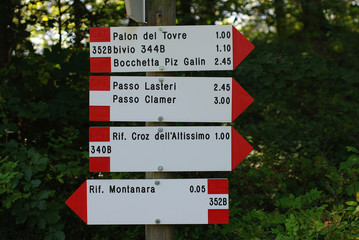 Palon del Tovre 1.00
352B bivio 344B 1.10
Bocchetta Piz Galin 2.45
Passo Lasteri 2.45
Passo Clamer 3.00
Rif. Croz dell'Altissimo 1.00
340B
Rif. Montanara 0.05
352B